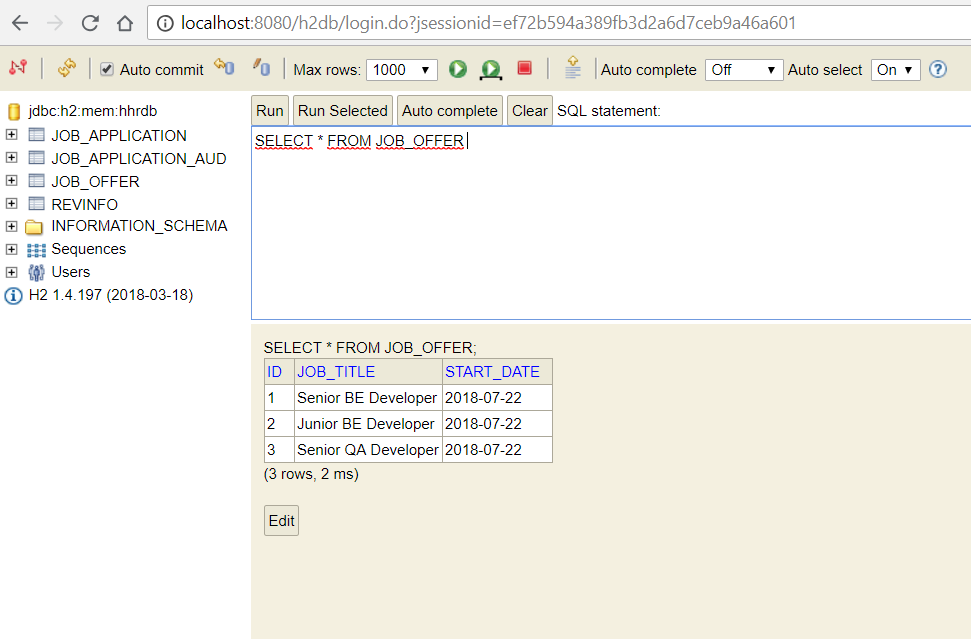 localhost:8080/h2db/login.do?jsessionid=ef72b594a389fb3d2a6d7ceb9a46a601
Auto commit Max rows: 1000 Auto complete Off Auto select On ?
jdbc:h2:mem:hhrdb
JOB_APPLICATION
JOB_APPLICATION_AUD
JOB_OFFER
REVINFO
INFORMATION_SCHEMA
Sequences
Users
H2 1.4.197 (2018-03-18)
Run Run Selected Auto complete Clear SQL statement:
SELECT * FROM JOB_OFFER
SELECT * FROM JOB_OFFER;
ID JOB_TITLE START_DATE
1 Senior BE Developer 2018-07-22
2 Junior BE Developer 2018-07-22
3 Senior QA Developer 2018-07-22
(3 rows, 2 ms)
Edit